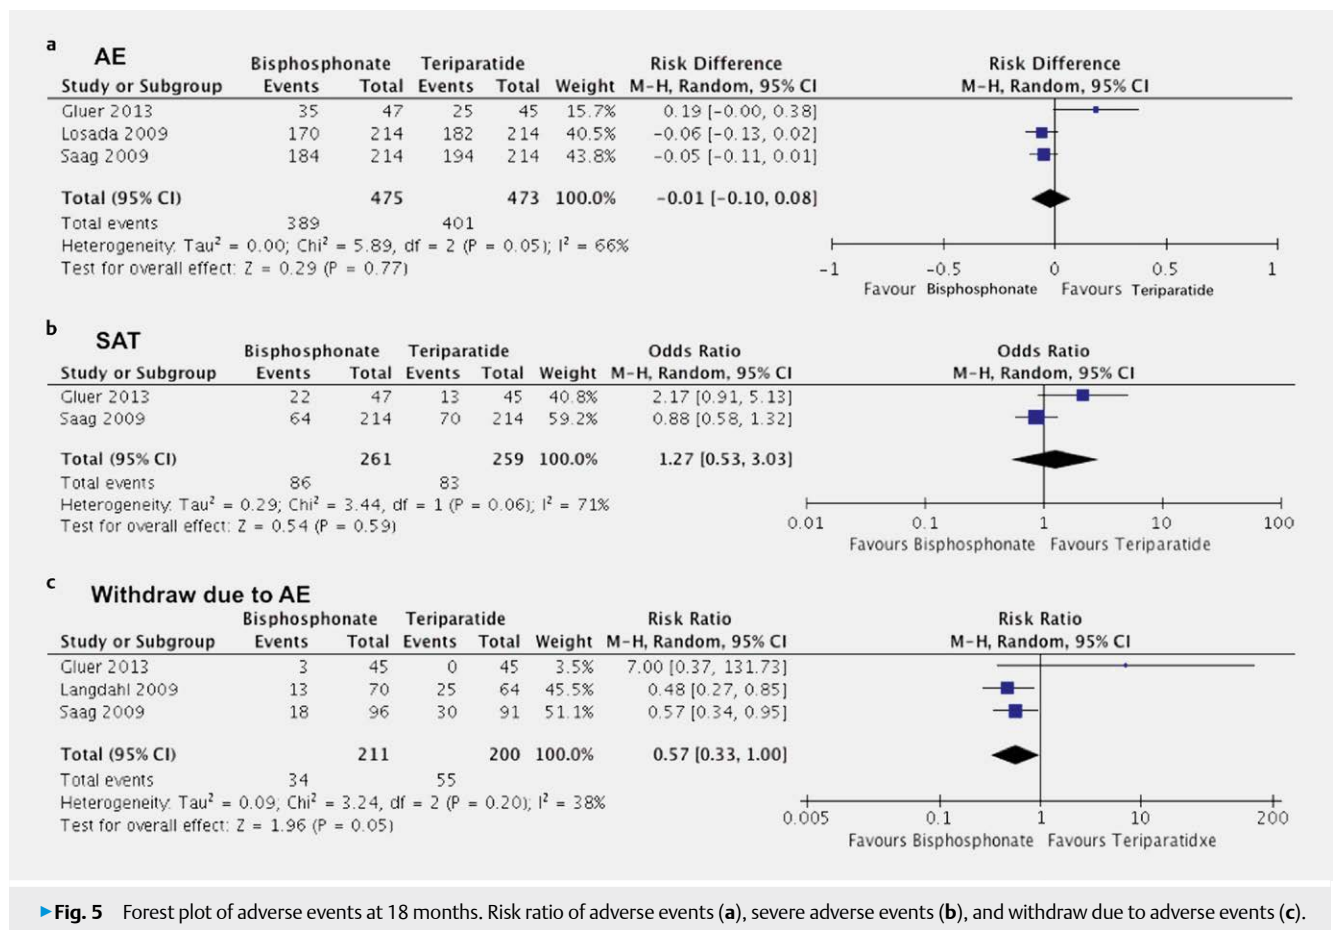 a
AE
Bisphosphonate Teriparatide Risk Difference Risk Difference
Study or Subgroup Events Total Events Total Weight M-H, Random, 95% CI M-H, Random, 95% CI
Gluer 2013 35 47 25 45 15.7% 0.19 [-0.00, 0.38]
Losada 2009 170 214 182 214 40.5% -0.06 [-0.13, 0.02]
Saag 2009 184 214 194 214 43.8% -0.05 [-0.11, 0.01]
Total (95% CI) 475 473 100.0% -0.01 [-0.10, 0.08]
Total events 389 401
Heterogeneity: Tau² = 0.00; Chi² = 5.89, df = 2 (P = 0.05); I² = 66%
Test for overall effect: Z = 0.29 (P = 0.77)
-1 -0.5 0 0.5 1
Favour Bisphosphonate Favours Teriparatide
b
SAT
Bisphosphonate Teriparatide Odds Ratio Odds Ratio
Study or Subgroup Events Total Events Total Weight M-H, Random, 95% CI M-H, Random, 95% CI
Gluer 2013 22 47 13 45 40.8% 2.17 [0.91, 5.13]
Saag 2009 64 214 70 214 59.2% 0.88 [0.58, 1.32]
Total (95% CI) 261 259 100.0% 1.27 [0.53, 3.03]
Total events 86 83
Heterogeneity: Tau² = 0.29; Chi² = 3.44, df = 1 (P = 0.06); I² = 71%
Test for overall effect: Z = 0.54 (P = 0.59)
0.01 0.1 1 10 100
Favours Bisphosphonate Favours Teriparatide
c
Withdraw due to AE
Bisphosphonate Teriparatide Risk Ratio Risk Ratio
Study or Subgroup Events Total Events Total Weight M-H, Random, 95% CI M-H, Random, 95% CI
Gluer 2013 3 45 0 45 3.5% 7.00 [0.37, 131.73]
Langdahl 2009 13 70 25 64 45.5% 0.48 [0.27, 0.85]
Saag 2009 18 96 30 91 51.1% 0.57 [0.34, 0.95]
Total (95% CI) 211 200 100.0% 0.57 [0.33, 1.00]
Total events 34 55
Heterogeneity: Tau² = 0.09; Chi² = 3.24, df = 2 (P = 0.20); I² = 38%
Test for overall effect: Z = 1.96 (P = 0.05)
0.005 0.1 1 10 200
Favours Bisphosphonate Favours Teriparatidxe
►Fig. 5 Forest plot of adverse events at 18 months. Risk ratio of adverse events (a), severe adverse events (b), and withdraw due to adverse events (c).